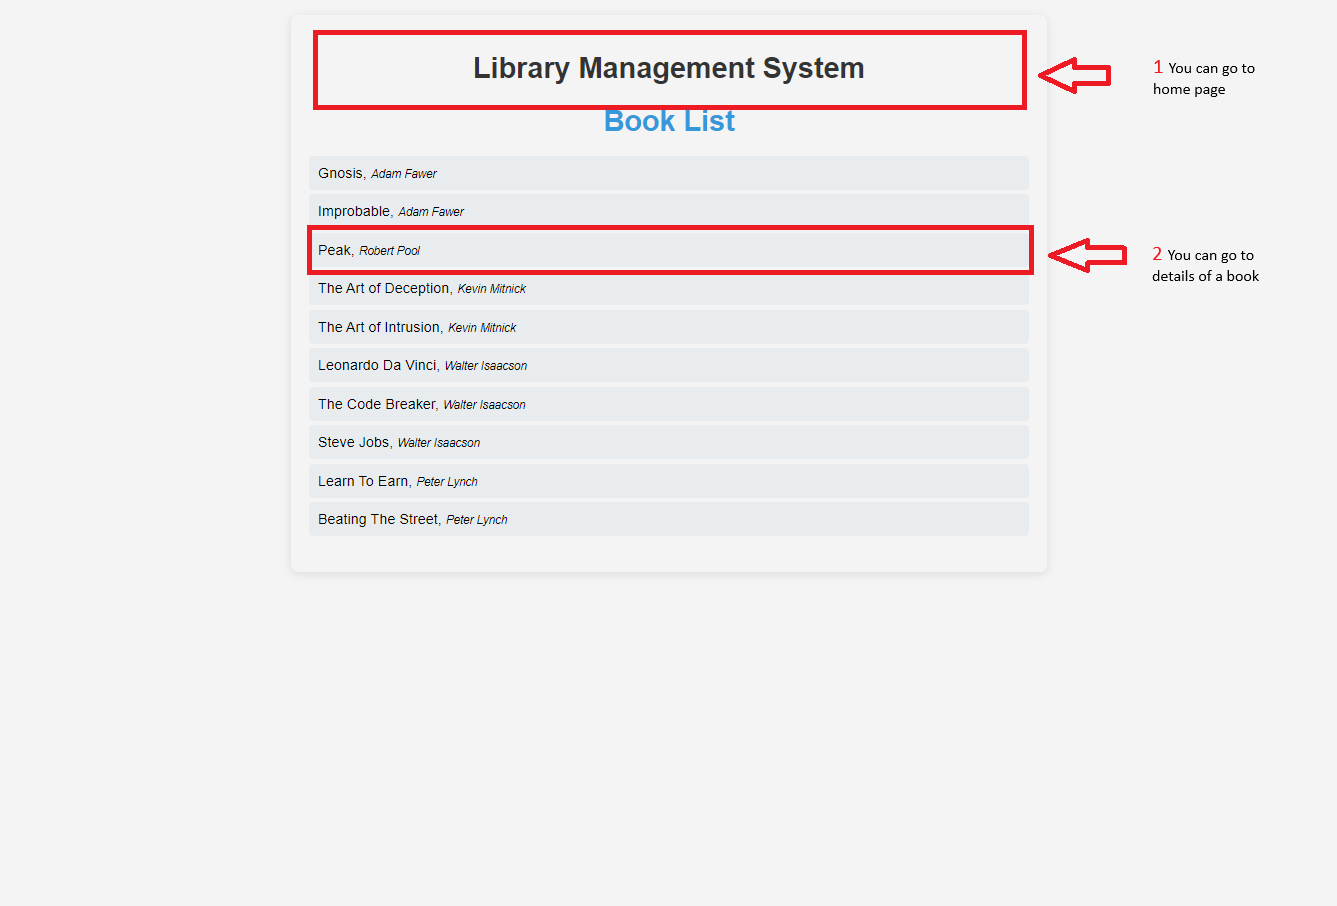 Library Management System
1 You can go to
home page
Book List
Gnosis, Adam Fawer
Improbable, Adam Fawer
Peak, Robert Pool
2 You can go to
details of a book
The Art of Deception, Kevin Mitnick
The Art of Intrusion, Kevin Mitnick
Leonardo Da Vinci, Walter Isaacson
The Code Breaker, Walter Isaacson
Steve Jobs, Walter Isaacson
Learn To Earn, Peter Lynch
Beating The Street, Peter Lynch